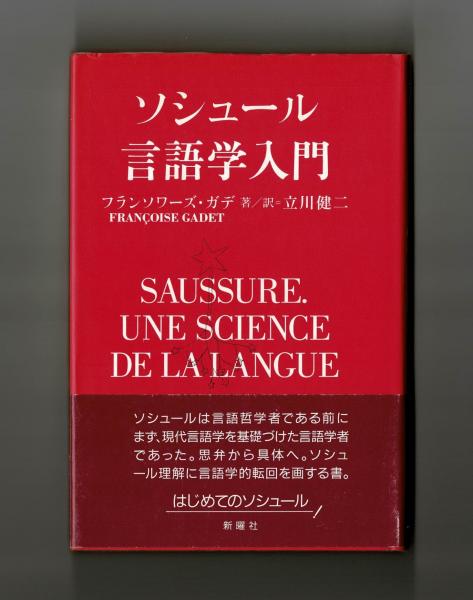 ソシュール
言語学入門
フランソワーズ・ガデ 著／訳=立川健二
FRANÇOISE GADET
SAUSSURE.
UNE SCIENCE
DE LA LANGUE
ソシュールは言語哲学者である前に
まず、現代言語学を基礎づけた言語学者
であった。思弁から具体へ。ソシュ
ール理解に言語学的転回を画する書。
はじめてのソシュール
新曜社